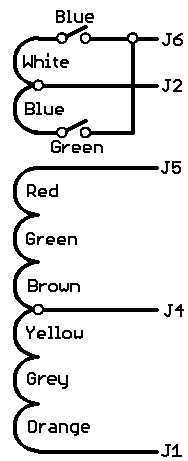 Blue
J6
White
J2
Blue
Green
J5
Red
Green
Brown
J4
Yellow
Grey
Orange
J1